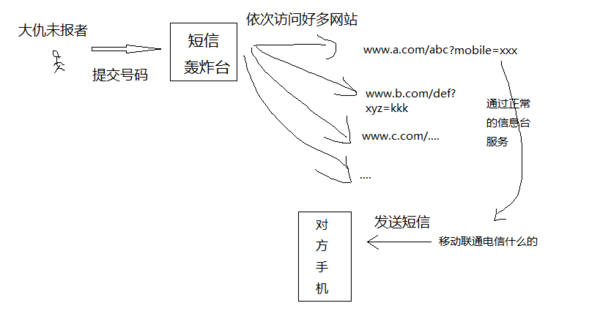 大仇未报者
提交号码
短信
轰炸台
依次访问好多网站
www.a.com/abc?mobile=xxx
www.b.com/def?
xyz=kkk
www.c.com/....
....
通过正常
的信息台
服务
移动联通电信什么的
发送短信
对
方
手
机